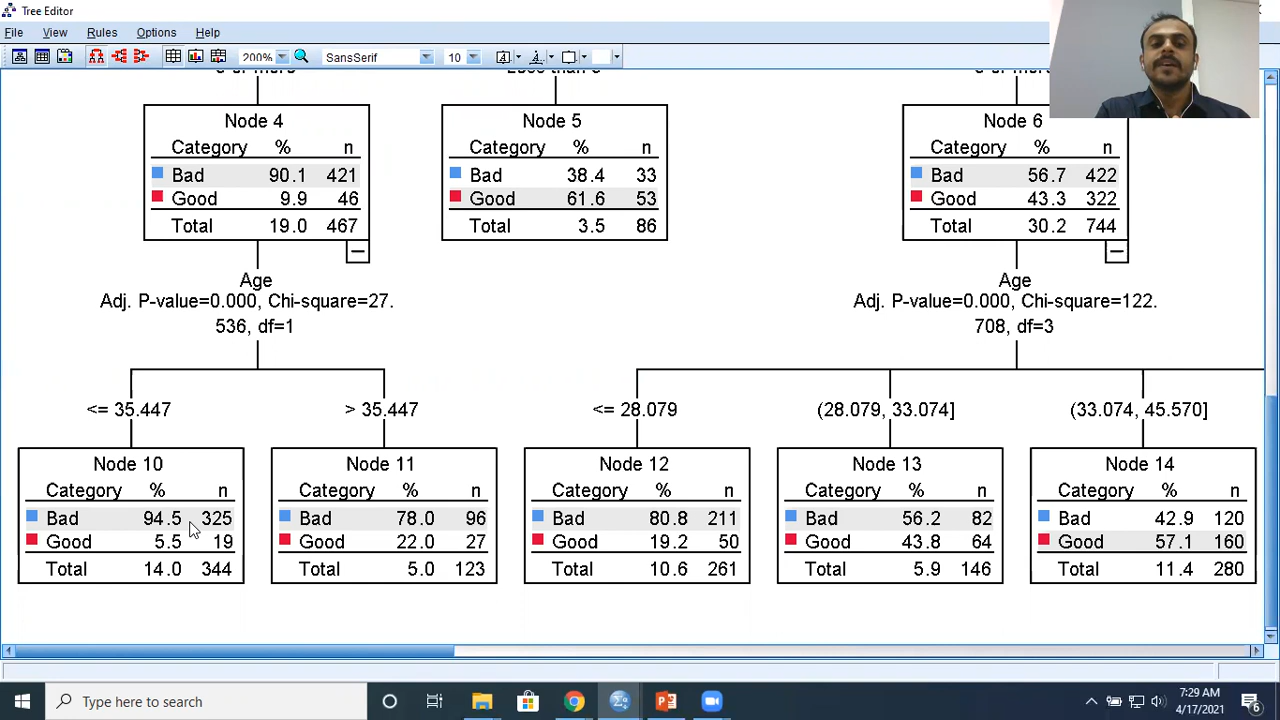 Tree Editor
File View Rules Options Help
200% SansSerif 10 A
Node 4
Category % n
Bad 90.1 421
Good 9.9 46
Total 19.0 467
Node 5
Category % n
Bad 38.4 33
Good 61.6 53
Total 3.5 86
Node 6
Category % n
Bad 56.7 422
Good 43.3 322
Total 30.2 744
Age
Adj. P-value=0.000, Chi-square=27.
536, df=1
Age
Adj. P-value=0.000, Chi-square=122.
708, df=3
<= 35.447
> 35.447
<= 28.079
(28.079, 33.074]
(33.074, 45.570]
Node 10
Category % n
Bad 94.5 325
Good 5.5 19
Total 14.0 344
Node 11
Category % n
Bad 78.0 96
Good 22.0 27
Total 5.0 123
Node 12
Category % n
Bad 80.8 211
Good 19.2 50
Total 10.6 261
Node 13
Category % n
Bad 56.2 82
Good 43.8 64
Total 5.9 146
Node 14
Category % n
Bad 42.9 120
Good 57.1 160
Total 11.4 280
Type here to search
7:29 AM
4/17/2021
6